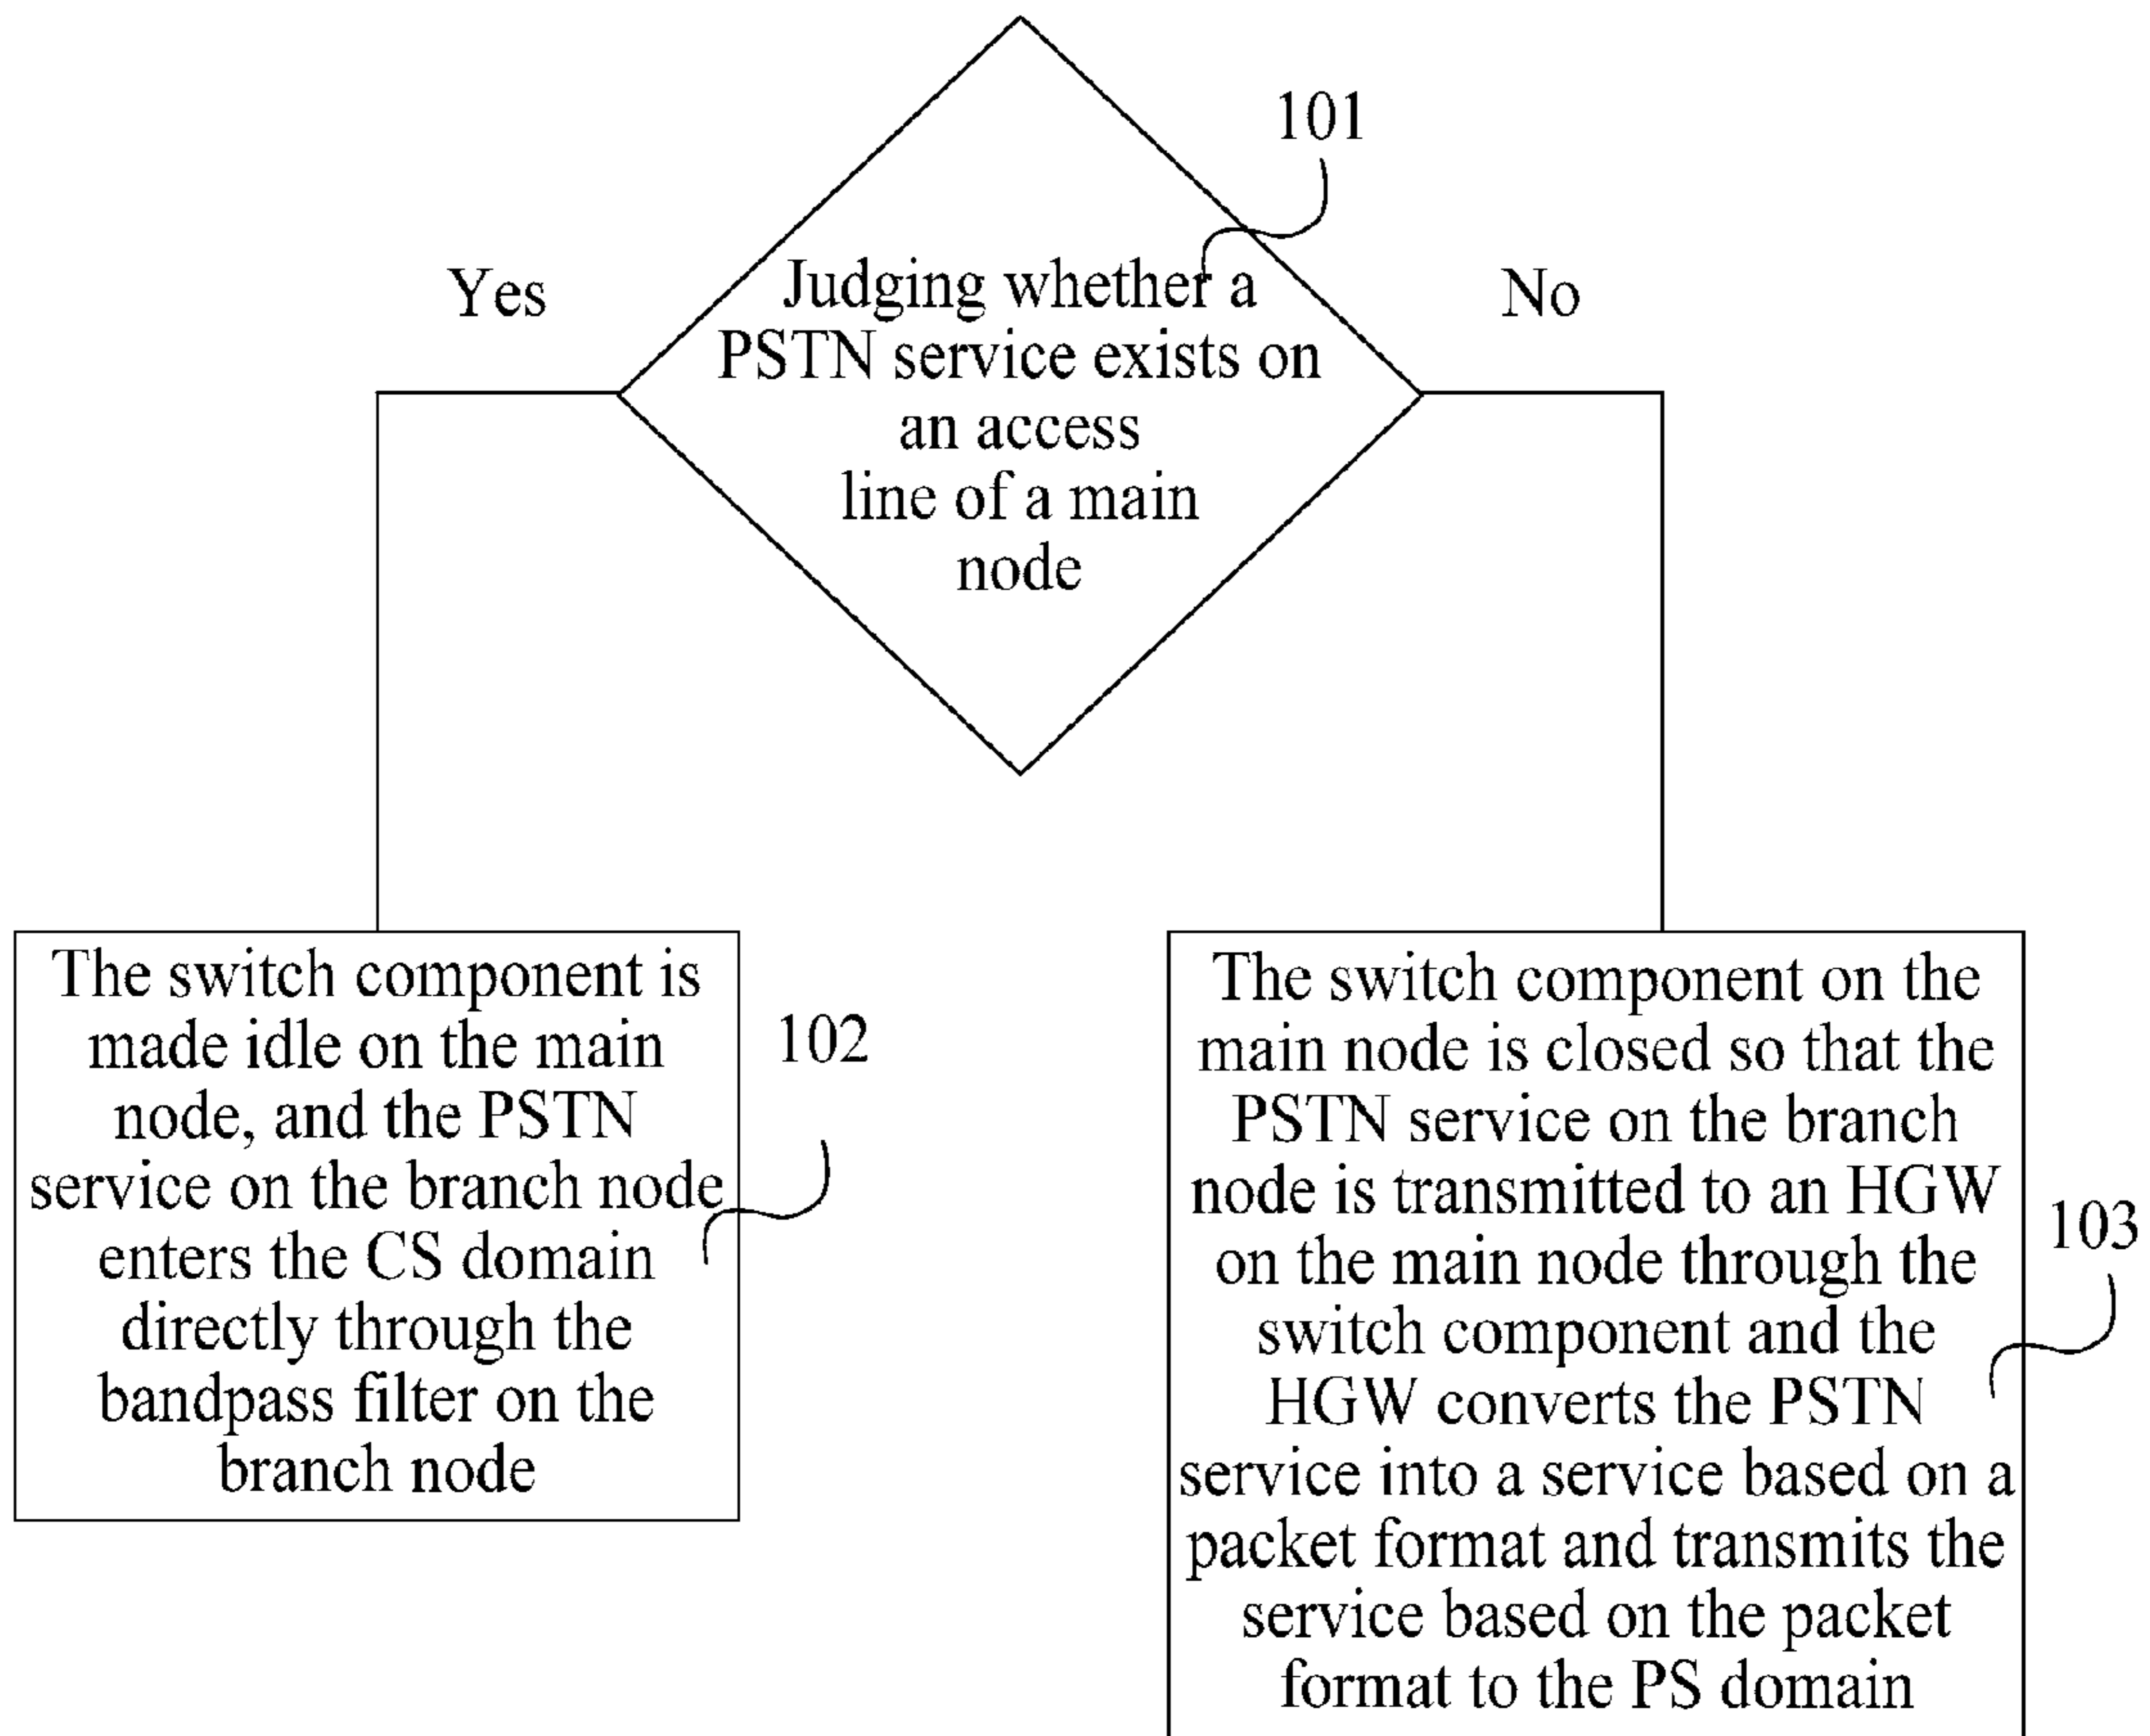 101
Yes
No
Judging whether a
PSTN service exists on
an access
line of a main
node
The switch component is
made idle on the main
node, and the PSTN
service on the branch node
enters the CS domain
directly through the
bandpass filter on the
branch node
102
The switch component on the
main node is closed so that the
PSTN service on the branch
node is transmitted to an HGW
on the main node through the
switch component and the
HGW converts the PSTN
service into a service based on a
packet format and transmits the
service based on the packet
format to the PS domain
103